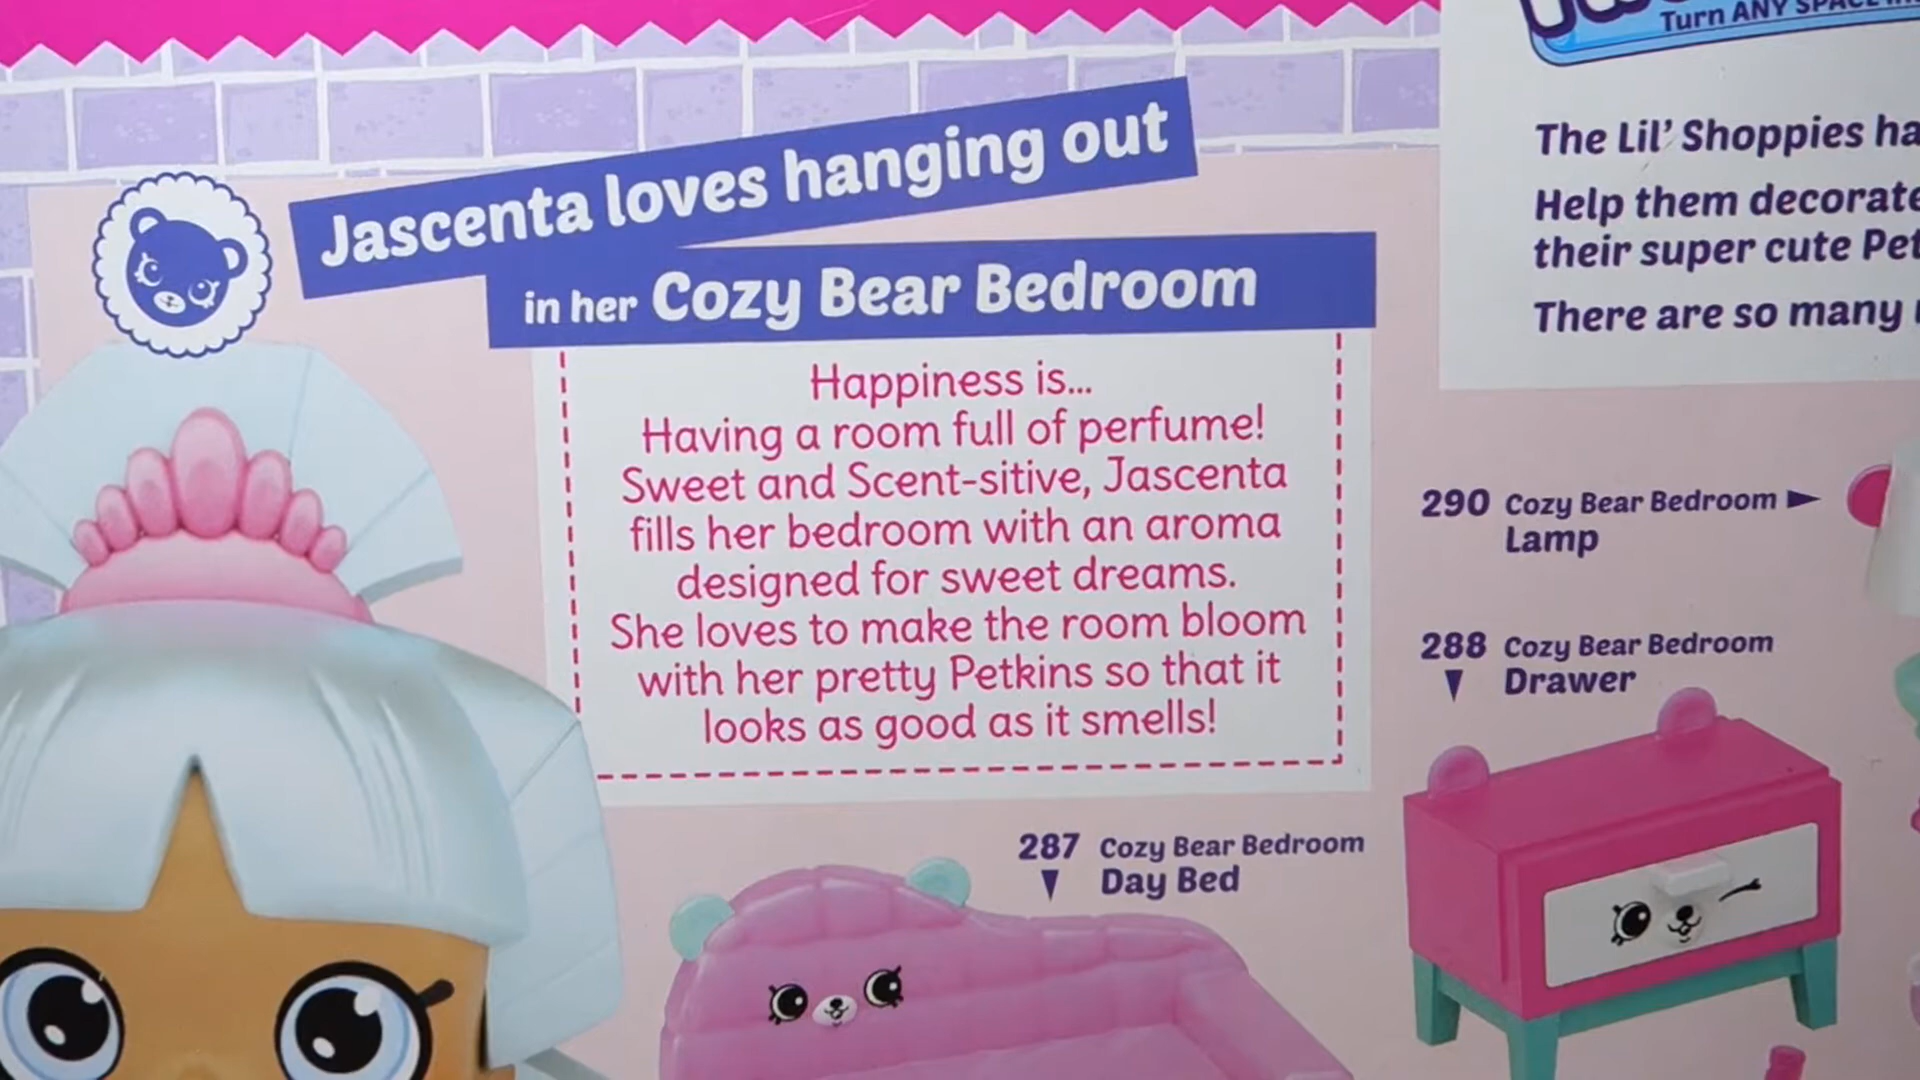 Turn ANY
Jascenta loves hanging out
in her Cozy Bear Bedroom
Happiness is...
Having a room full of perfume!
Sweet and Scent-sitive, Jascenta
fills her bedroom with an aroma
designed for sweet dreams.
She loves to make the room bloom
with her pretty Petkins so that it
looks as good as it smells!
The Lil' Shoppies
Help them decorate
their super cute
There are so many
290 Cozy Bear Bedroom
Lamp
288 Cozy Bear Bedroom
Drawer
287 Cozy Bear Bedroom
Day Bed